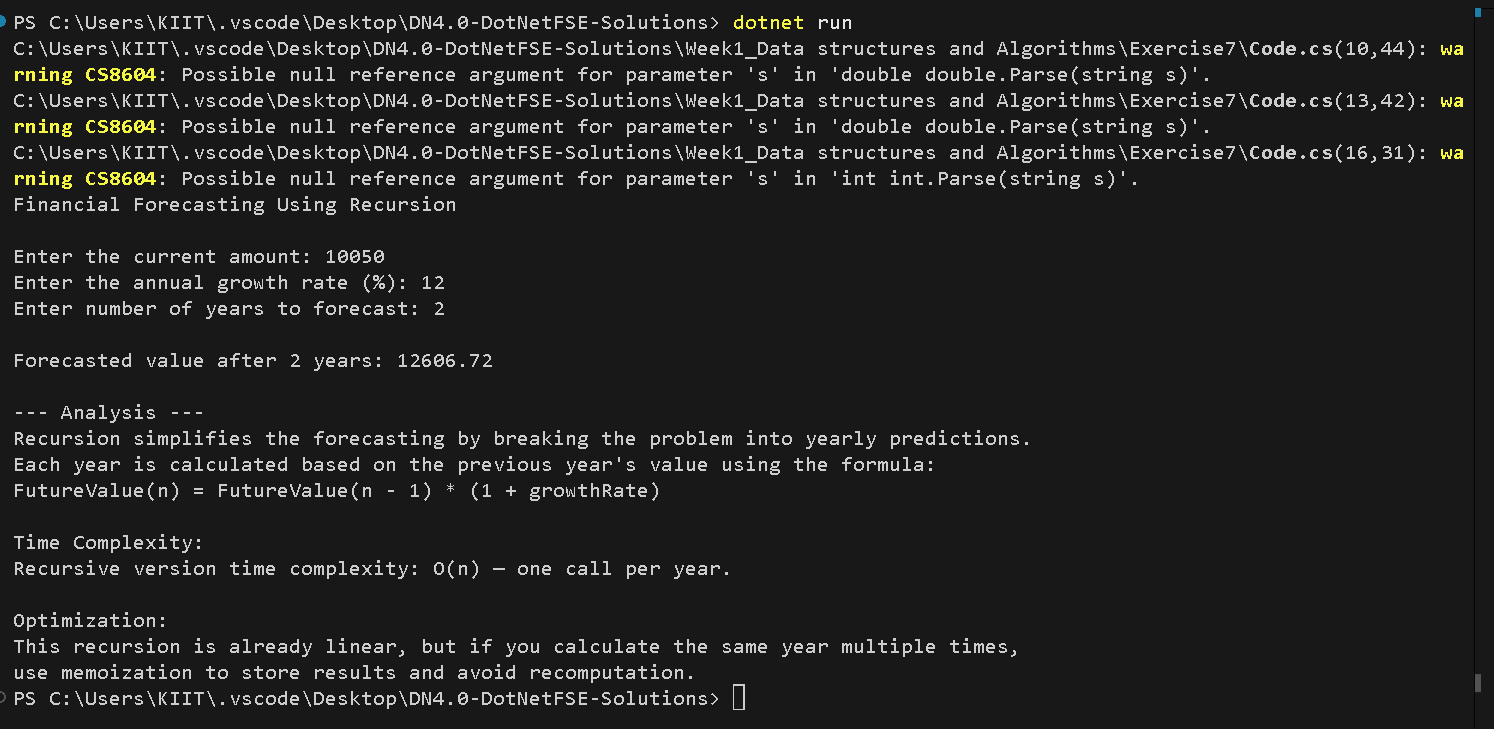 PS C:\Users\KIIT\.vscode\Desktop\DN4.0-DotNetFSE-Solutions> dotnet run
C:\Users\KIIT\.vscode\Desktop\DN4.0-DotNetFSE-Solutions\Week1_Data structures and Algorithms\Exercise7\Code.cs(10,44): wa
rning CS8604: Possible null reference argument for parameter 's' in 'double double.Parse(string s)'.
C:\Users\KIIT\.vscode\Desktop\DN4.0-DotNetFSE-Solutions\Week1_Data structures and Algorithms\Exercise7\Code.cs(13,42): wa
rning CS8604: Possible null reference argument for parameter 's' in 'double double.Parse(string s)'.
C:\Users\KIIT\.vscode\Desktop\DN4.0-DotNetFSE-Solutions\Week1_Data structures and Algorithms\Exercise7\Code.cs(16,31): wa
rning CS8604: Possible null reference argument for parameter 's' in 'int int.Parse(string s)'.
Financial Forecasting Using Recursion
Enter the current amount: 10050
Enter the annual growth rate (%): 12
Enter number of years to forecast: 2
Forecasted value after 2 years: 12606.72
--- Analysis ---
Recursion simplifies the forecasting by breaking the problem into yearly predictions.
Each year is calculated based on the previous year's value using the formula:
FutureValue(n) = FutureValue(n - 1) * (1 + growthRate)
Time Complexity:
Recursive version time complexity: O(n) — one call per year.
Optimization:
This recursion is already linear, but if you calculate the same year multiple times,
use memoization to store results and avoid recomputation.
PS C:\Users\KIIT\.vscode\Desktop\DN4.0-DotNetFSE-Solutions>